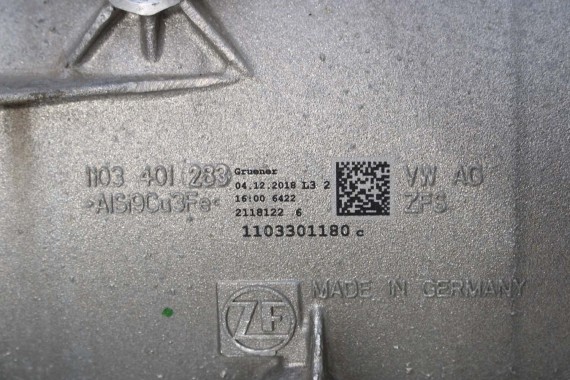 1103 401 283
>AlSi9Cu3Fe<
Gruener
04.12.2018 L3 2
16:00 6422
2118122 6
1103301180 c
VW AG
ZFS
MADE IN GERMANY
ZF